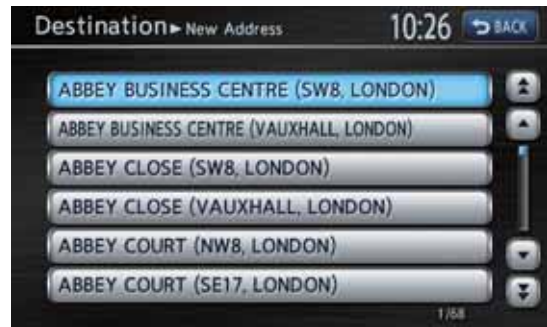 Destination ► New Address 10:26 BACK
ABBEY BUSINESS CENTRE (SW8, LONDON)
ABBEY BUSINESS CENTRE (VAUXHALL, LONDON)
ABBEY CLOSE (SW8, LONDON)
ABBEY CLOSE (VAUXHALL, LONDON)
ABBEY COURT (NW8, LONDON)
ABBEY COURT (SE17, LONDON)
1/68